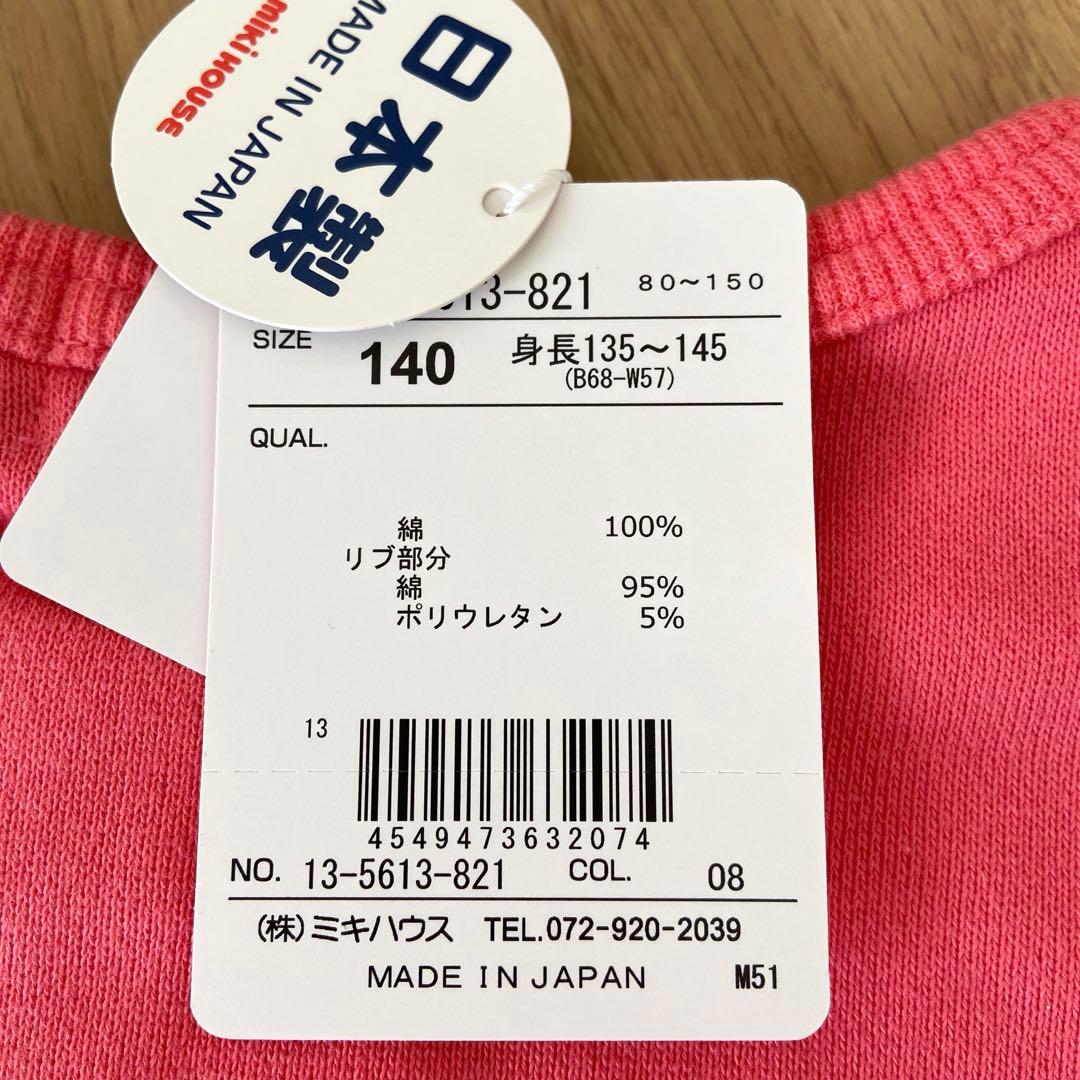 日本製
MADE IN JAPAN
miki HOUSE
613-821 80～150
SIZE 140 身長135～145
(B68-W57)
QUAL.
綿 100%
リブ部分
綿 95%
ポリウレタン 5%
13
4549473632074
NO. 13-5613-821 COL. 08
(株)ミキハウス TEL.072-920-2039
MADE IN JAPAN M51